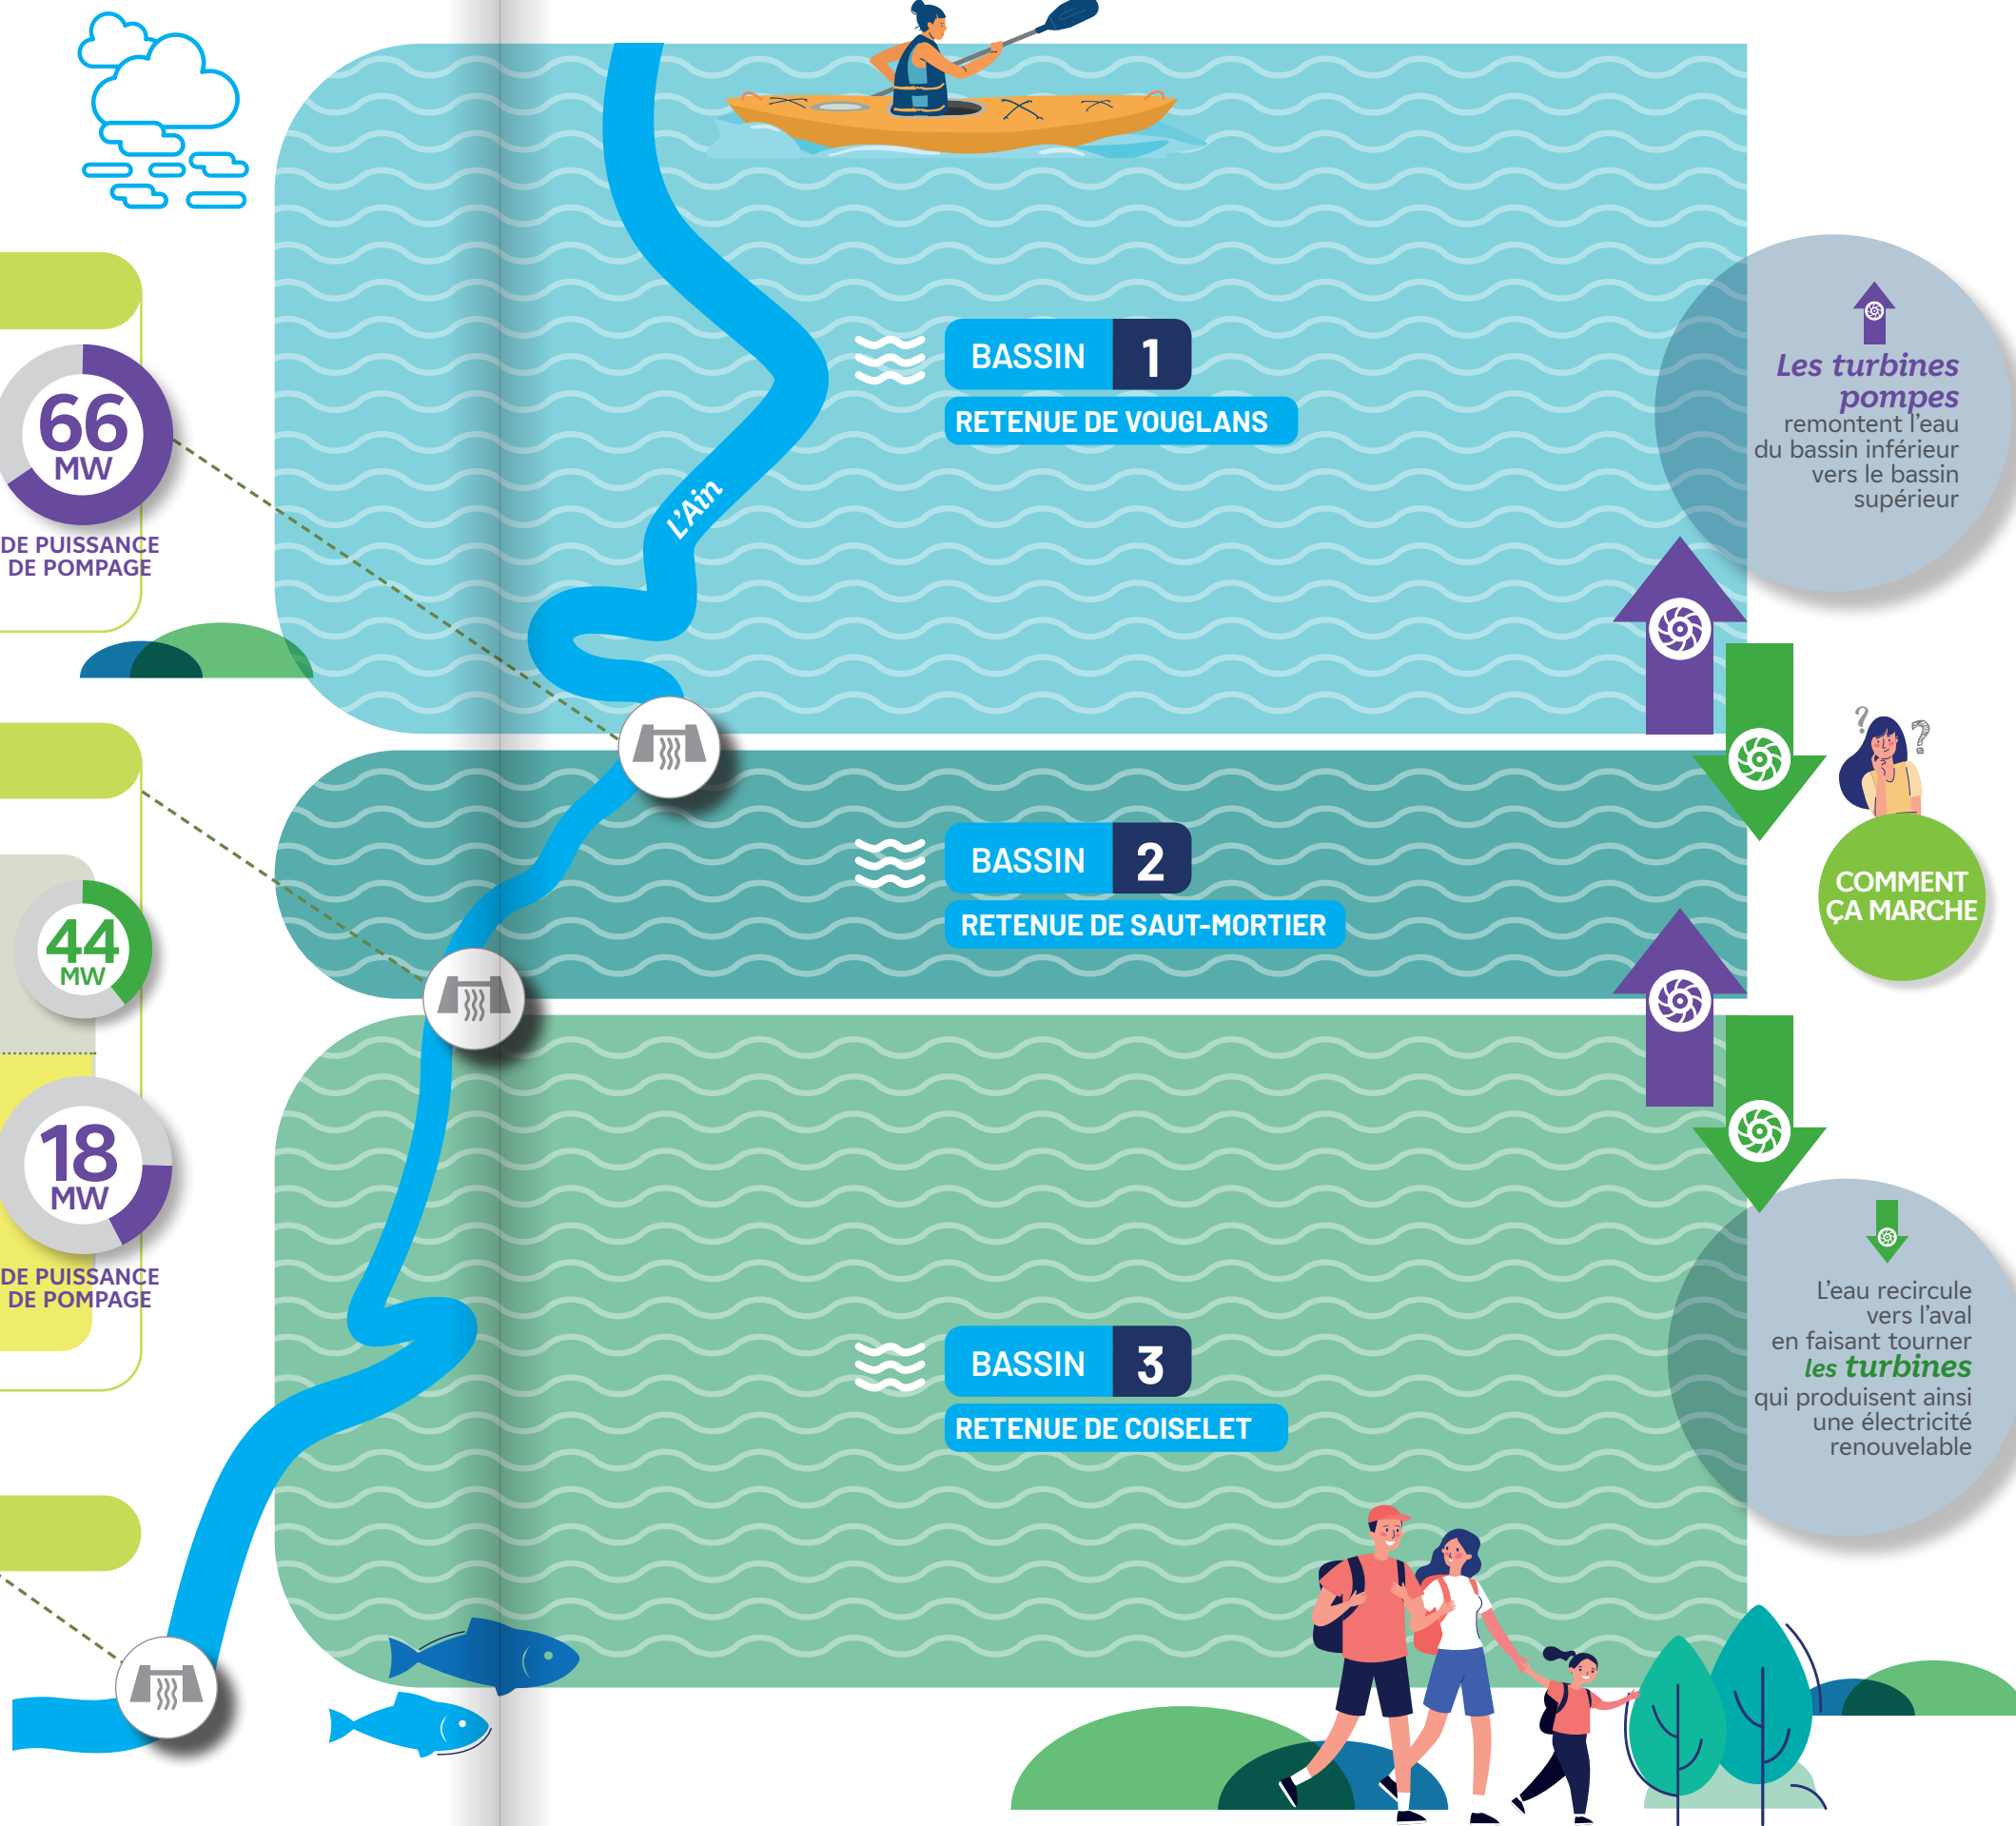 66
MW
DE PUISSANCE
DE POMPAGE
44
MW
18
MW
DE PUISSANCE
DE POMPAGE
L'Ain
BASSIN 1
RETENUE DE VOUGLANS
BASSIN 2
RETENUE DE SAUT-MORTIER
BASSIN 3
RETENUE DE COISELET
Les turbines
pompes
remontent l'eau
du bassin inférieur
vers le bassin
supérieur
? ?
COMMENT
ÇA MARCHE
L'eau recircule
vers l'aval
en faisant tourner
les turbines
qui produisent ainsi
une électricité
renouvelable